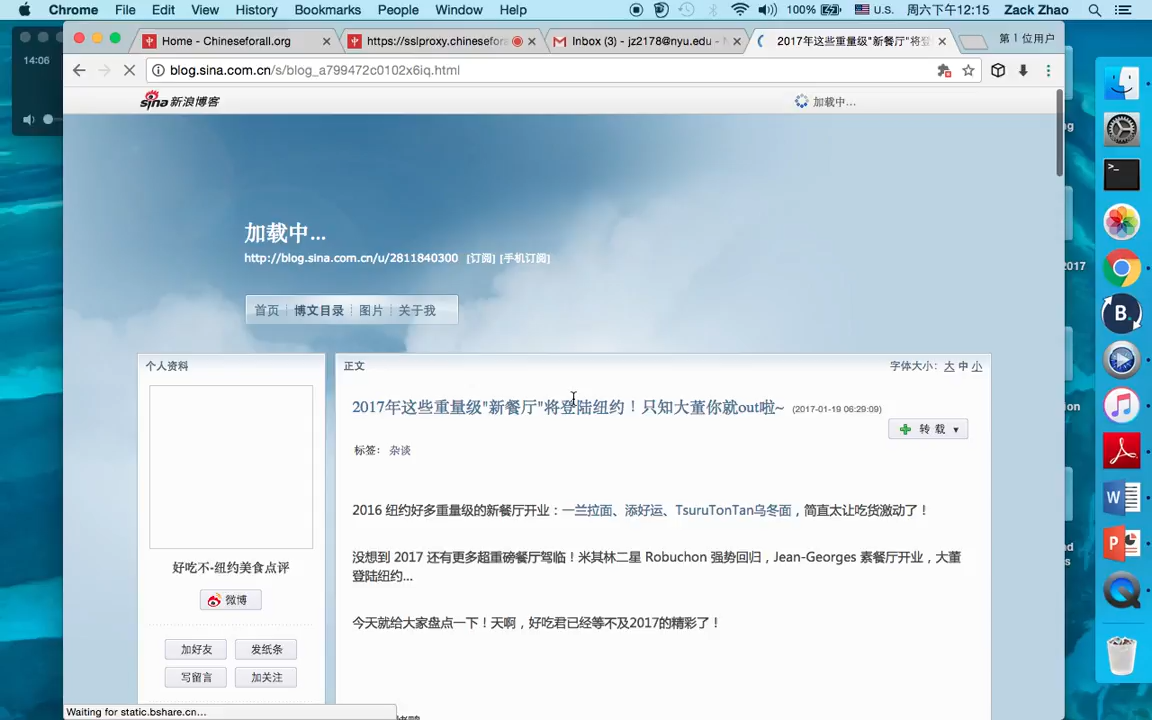 Chrome File Edit View History Bookmarks People Window Help 100% U.S. 周六下午12:15 Zack Zhao
14:06
Home - Chineseforall.org
https://sslproxy.chinesefor
Inbox (3) - jz2178@nyu.edu -
2017年这些重量级"新餐厅"将登
第 1 位用户
blog.sina.com.cn/s/blog_a799472c0102x6iq.html
sina新浪博客
加载中...
加载中...
http://blog.sina.com.cn/u/2811840300 [订阅] [手机订阅]
首页 博文目录 图片 关于我
个人资料
正文
字体大小：大 中 小
2017年这些重量级"新餐厅"将登陆纽约！只知大董你就out啦~ (2017-01-19 06:29:09)
转 载 ▼
标签： 杂谈
2016 纽约好多重量级的新餐厅开业：一兰拉面、添好运、TsuruTonTan乌冬面，简直太让吃货激动了！
没想到 2017 还有更多超重磅餐厅驾临！米其林二星 Robuchon 强势回归，Jean-Georges 素餐厅开业，大董
登陆纽约...
今天就给大家盘点一下！天啊，好吃君已经等不及2017的精彩了！
好吃不-纽约美食点评
微博
加好友 发纸条
写留言 加关注
Waiting for static.bshare.cn...
2017